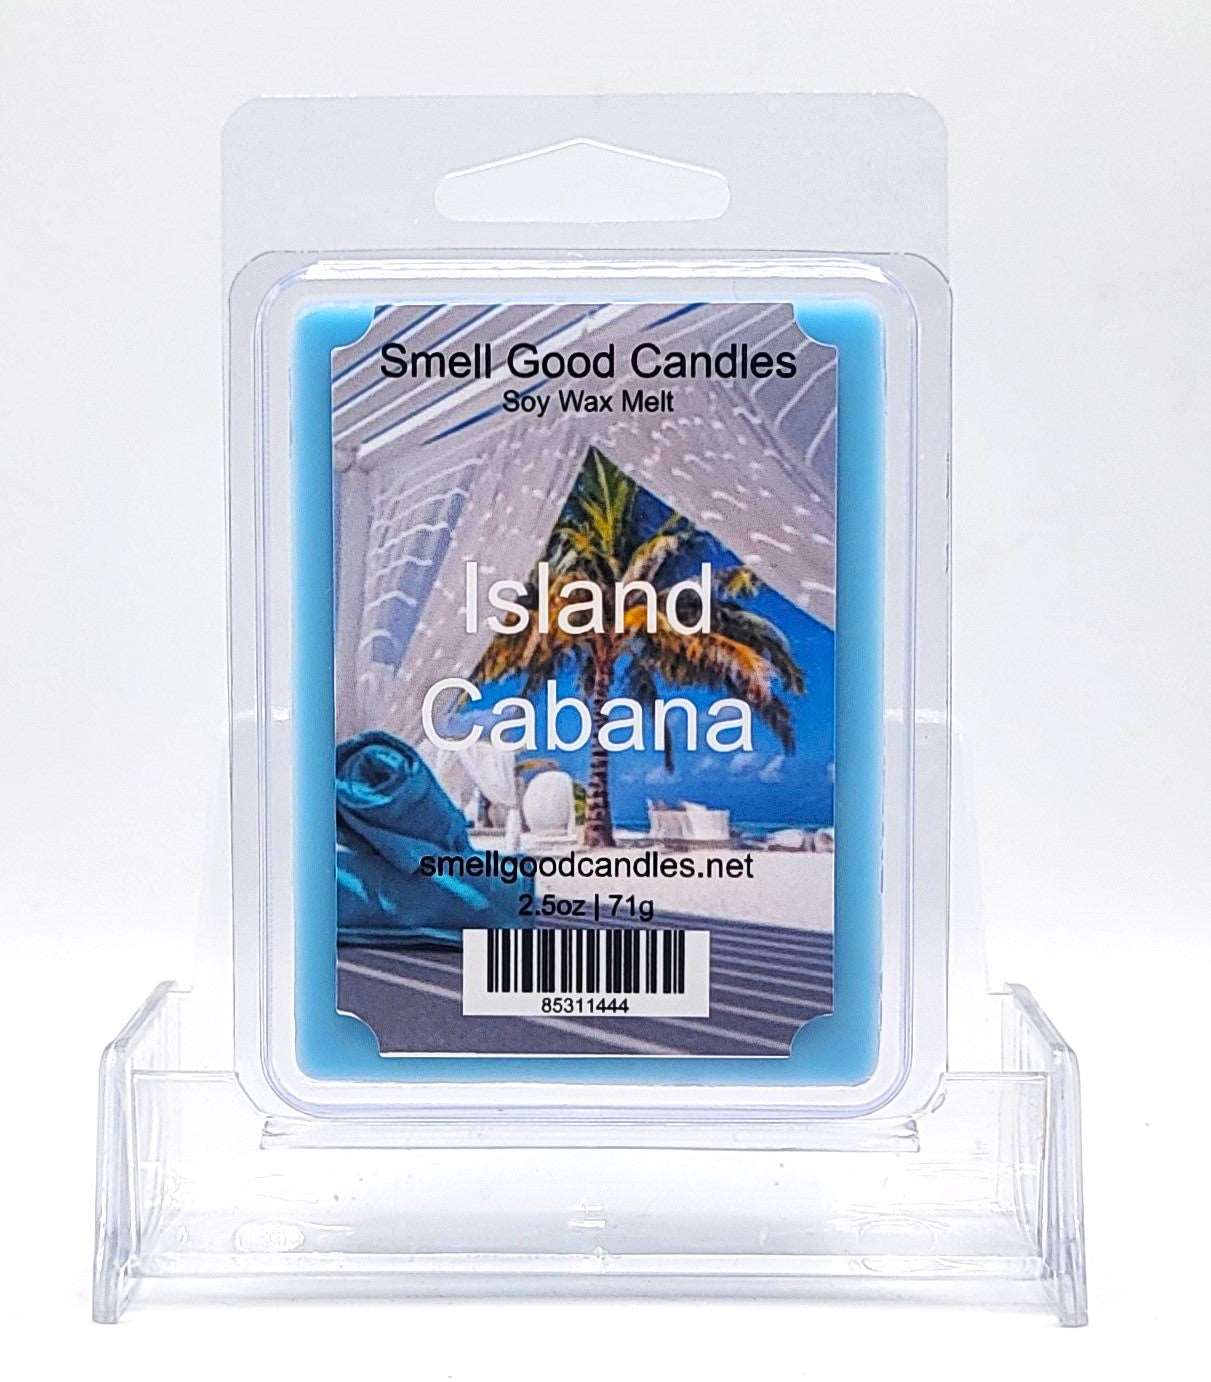 Smell Good Candles
Soy Wax Melt
Island
Cabana
smellgoodcandles.net
2.5oz | 71g
85311444